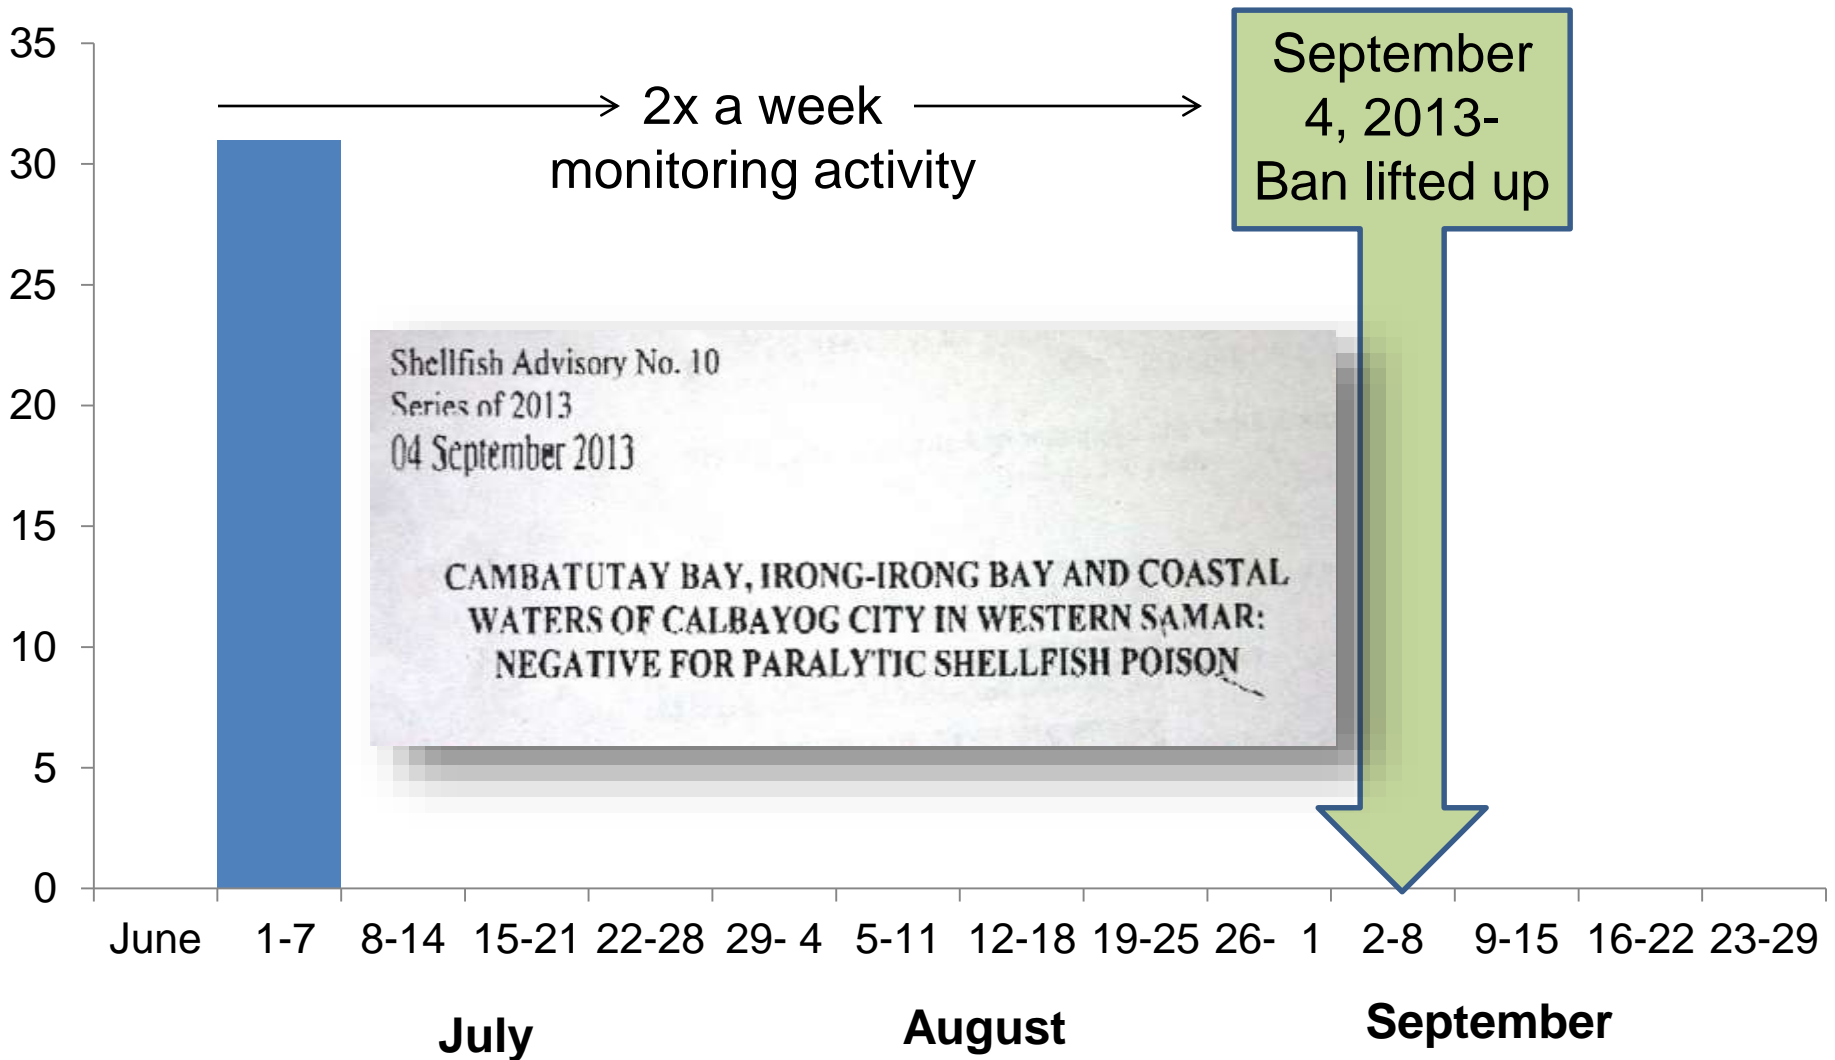 35
30
25
20
15
10
5
0
2x a week
monitoring activity
September
4, 2013-
Ban lifted up
Shellfish Advisory No. 10
Series of 2013
04 September 2013
CAMBATUTAY BAY, IRONG-IRONG BAY AND COASTAL
WATERS OF CALBAYOG CITY IN WESTERN SAMAR:
NEGATIVE FOR PARALYTIC SHELLFISH POISON
June 1-7 8-14 15-21 22-28 29- 4 5-11 12-18 19-25 26- 1 2-8 9-15 16-22 23-29
July August September